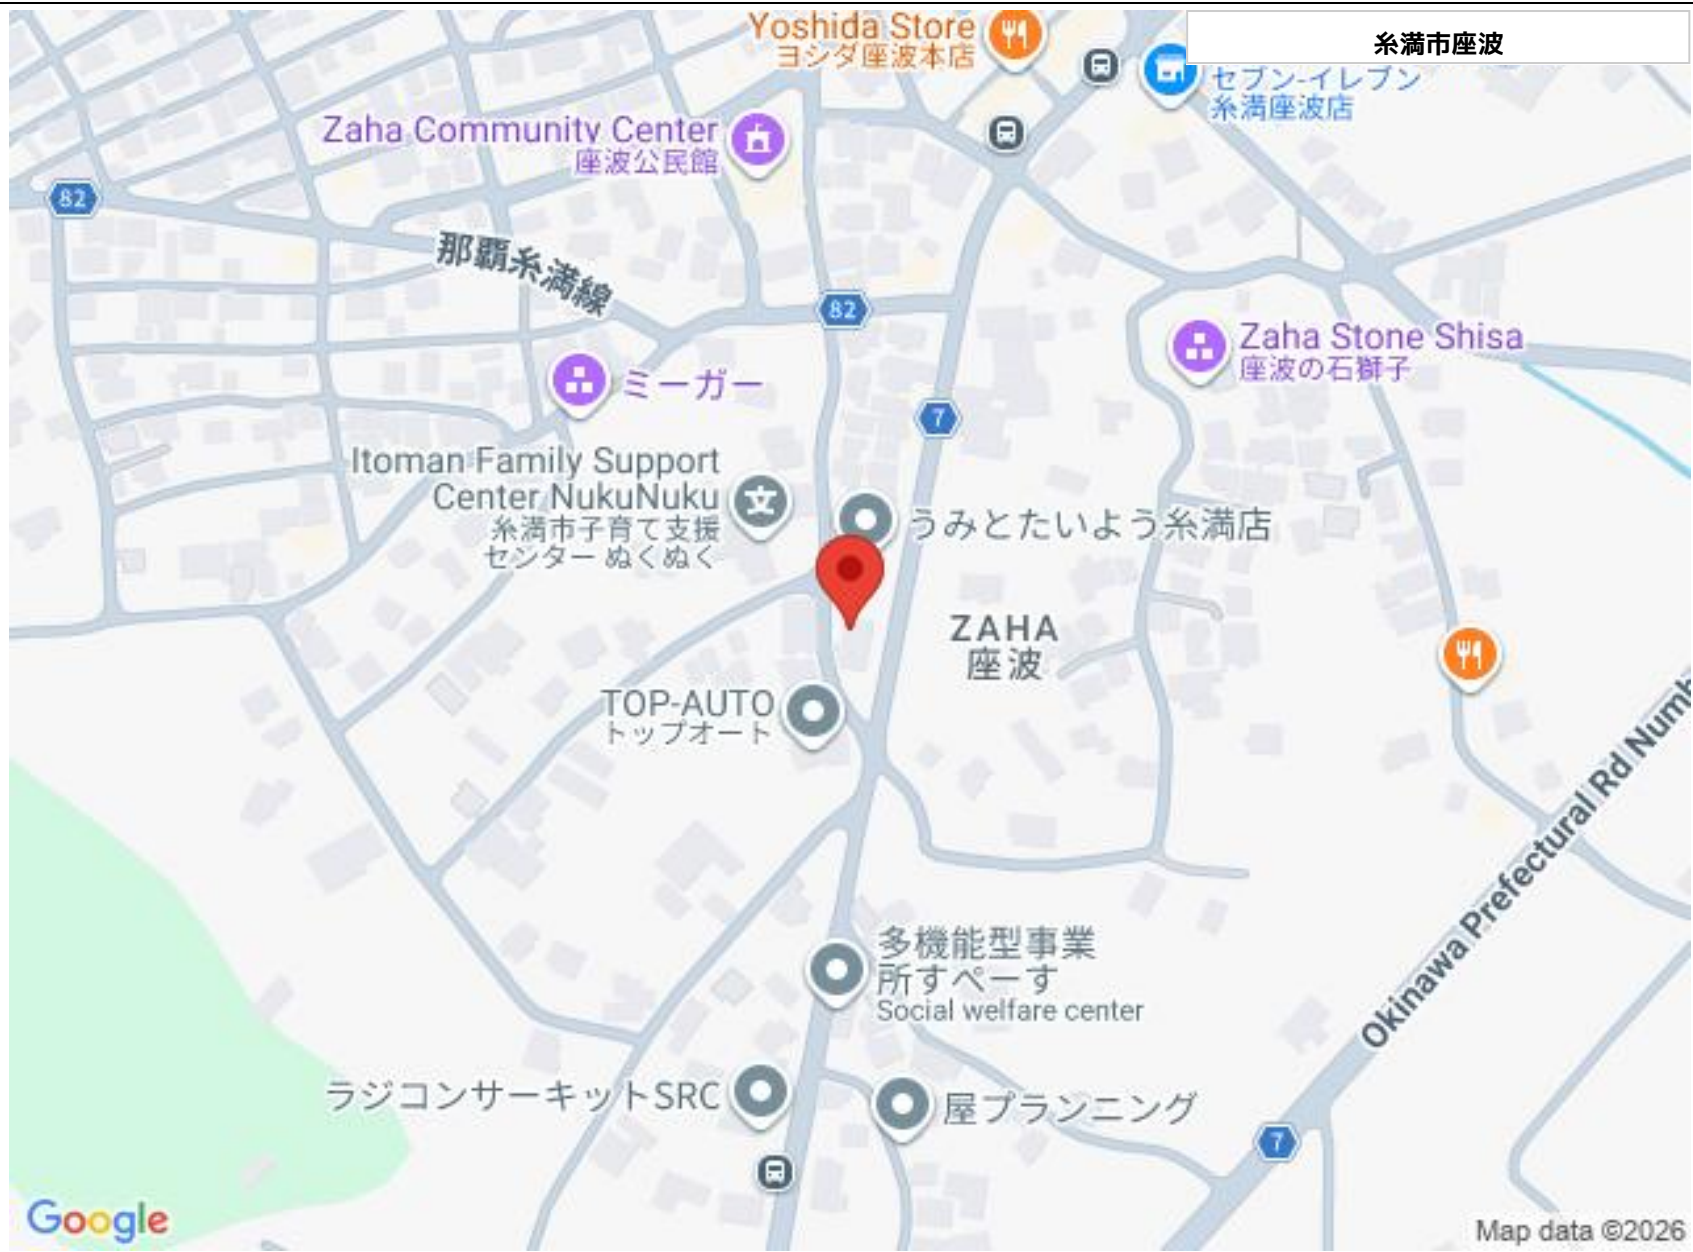 Yoshida Store
ヨシダ座波本店
糸満市座波
セブン-イレブン
糸満座波店
Zaha Community Center
座波公民館
82
那覇糸満線
82
Zaha Stone Shisa
座波の石獅子
ミーガー
7
Itoman Family Support
Center NukuNuku
糸満市子育て支援
センター ぬくぬく
うみとたいよう糸満店
ZAHA
座波
TOP-AUTO
トップオート
Okinawa Prefectural Rd Numb
多機能型事業
所すぺーす
Social welfare center
ラジコンサーキットSRC
屋プランニング
7
Google
Map data ©2026